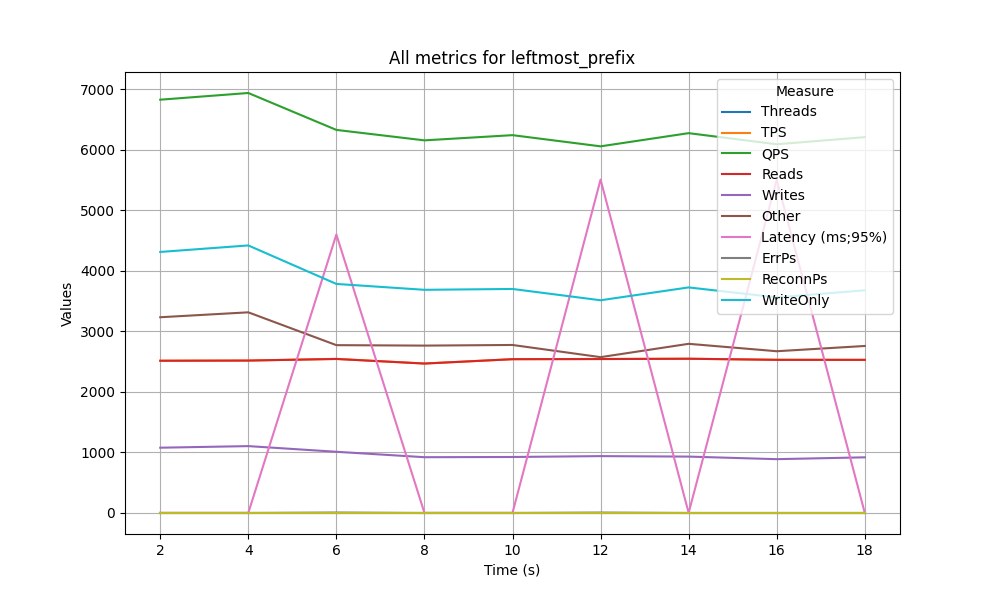 All metrics for leftmost_prefix
7000
6000
5000
4000
3000
2000
1000
0
Values
2 4 6 8 10 12 14 16 18
Time (s)
Measure
Threads
TPS
QPS
Reads
Writes
Other
Latency (ms;95%)
ErrPs
ReconnPs
WriteOnly